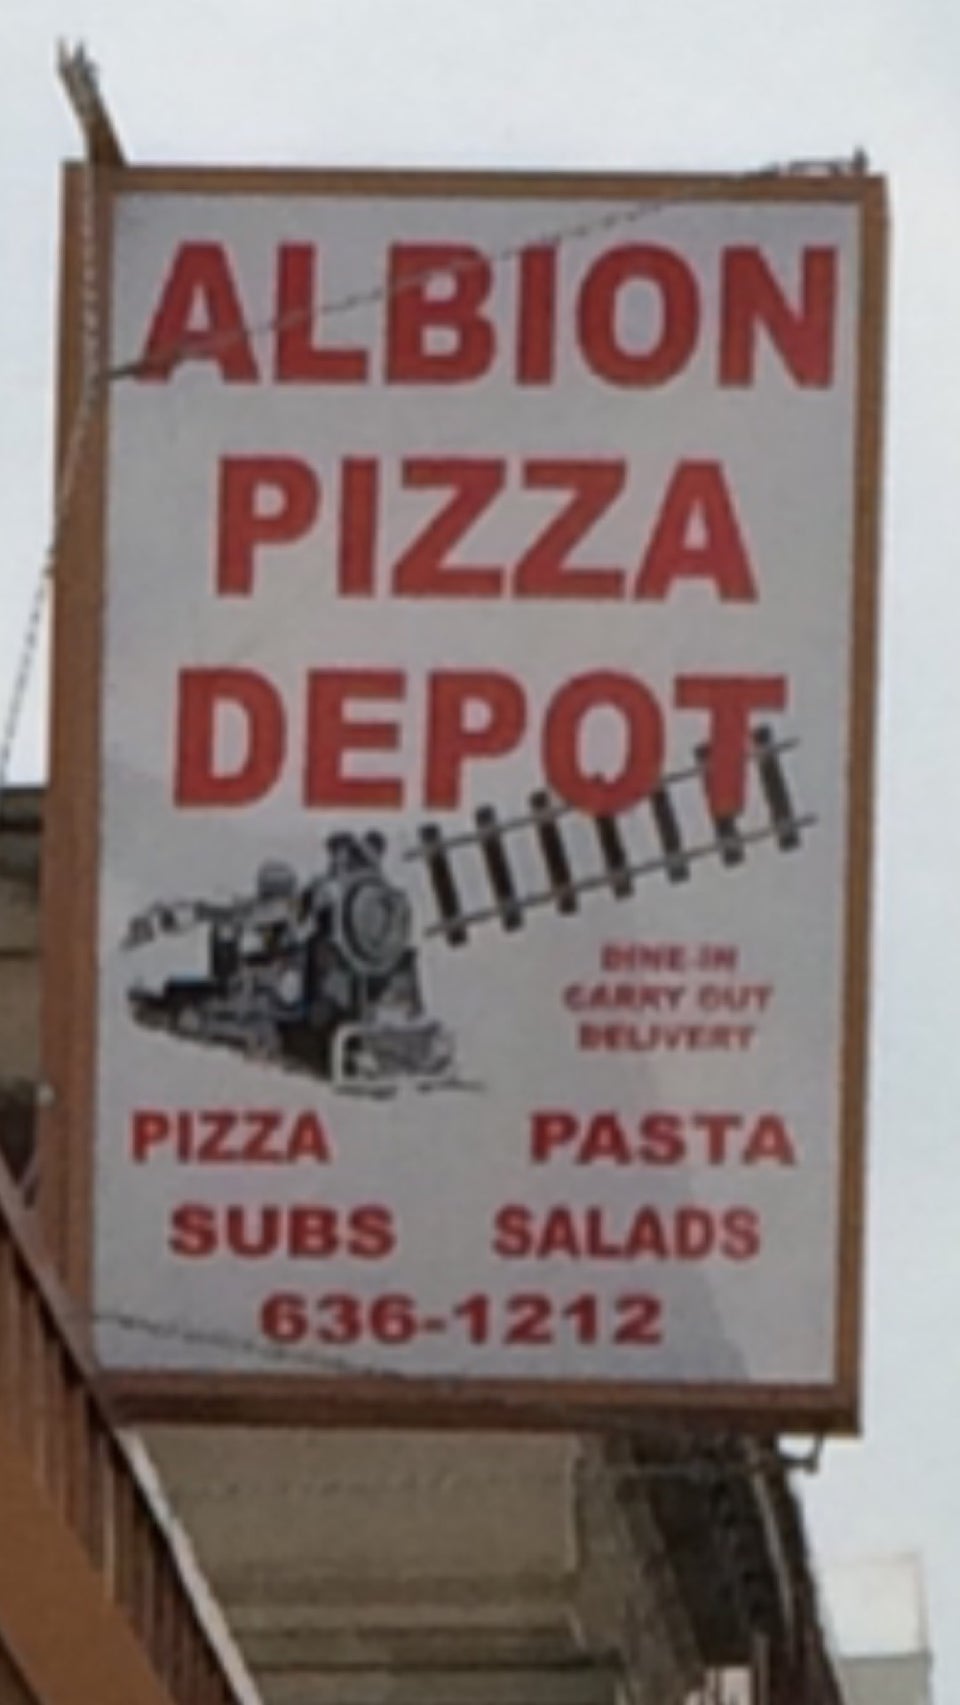 ALBION
PIZZA
DEPOT
DINE-IN
CARRY OUT
DELIVERY
PIZZA PASTA
SUBS SALADS
636-1212